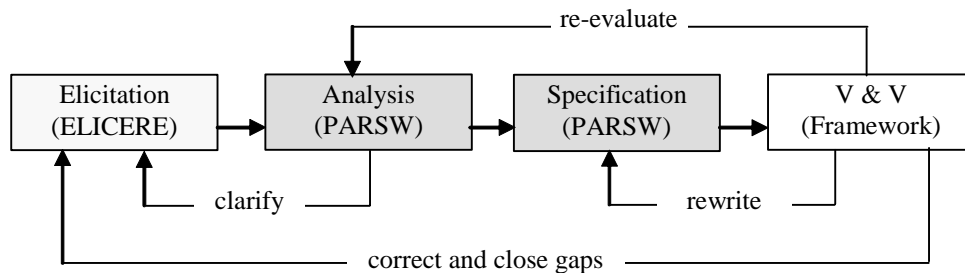 re-evaluate
Elicitation
(ELICERE)
Analysis
(PARSW)
Specification
(PARSW)
V & V
(Framework)
clarify
rewrite
correct and close gaps